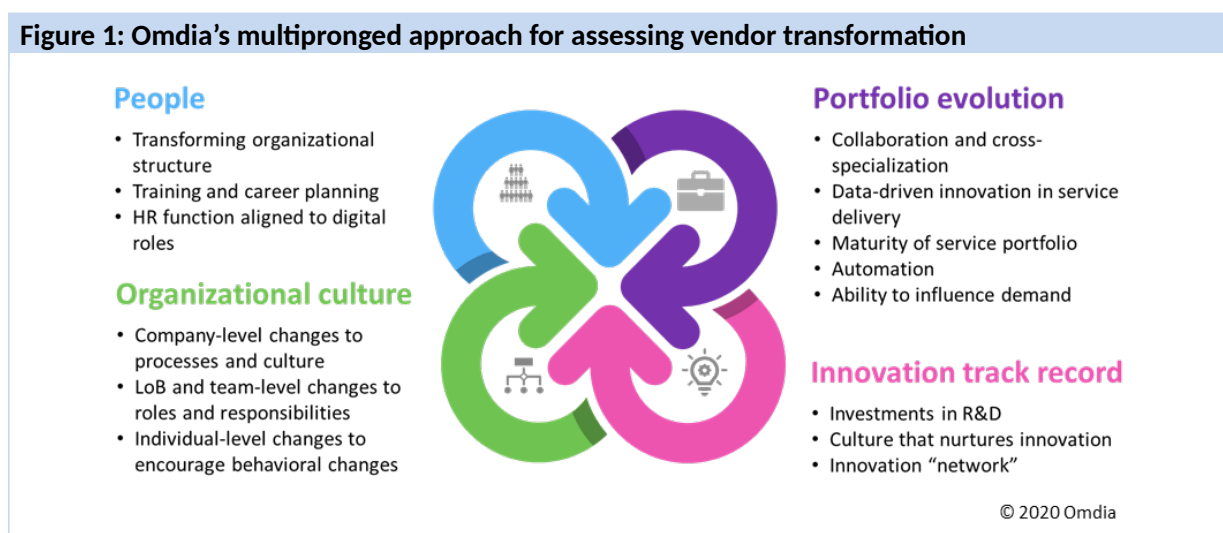 Figure 1: Omdia’s multipronged approach for assessing vendor transformation
People
• Transforming organizational
structure
• Training and career planning
• HR function aligned to digital
roles
Organizational culture
• Company-level changes to
processes and culture
• LoB and team-level changes to
roles and responsibilities
• Individual-level changes to
encourage behavioral changes
Portfolio evolution
• Collaboration and cross-
specialization
• Data-driven innovation in service
delivery
• Maturity of service portfolio
• Automation
• Ability to influence demand
Innovation track record
• Investments in R&D
• Culture that nurtures innovation
• Innovation “network”
© 2020 Omdia